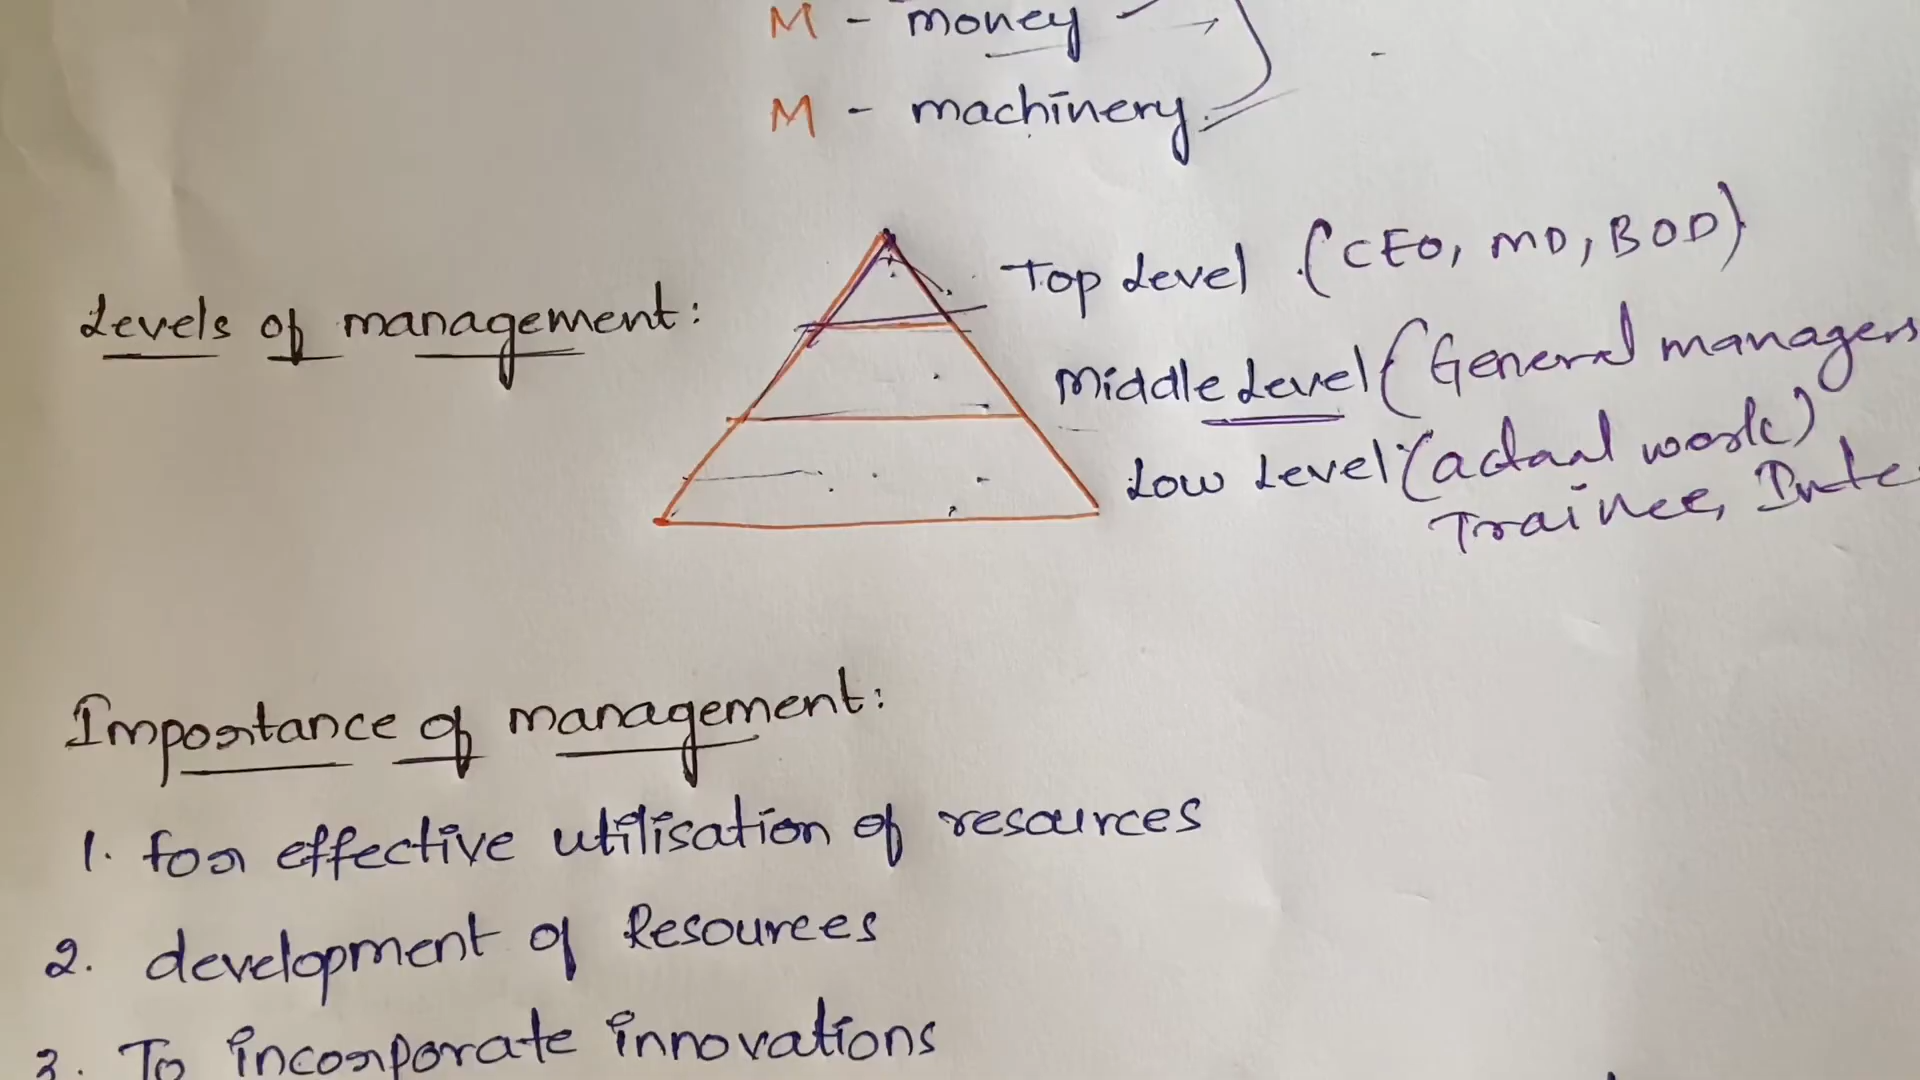 M - money
M - machinery
Levels of management:
Top Level (CEO, MD, BOD)
Middle Level (General managers
Low Level (actual work)
Trainee,
Importance of management:
1. for effective utilisation of resources
2. development of Resources
3. To incorporate innovations